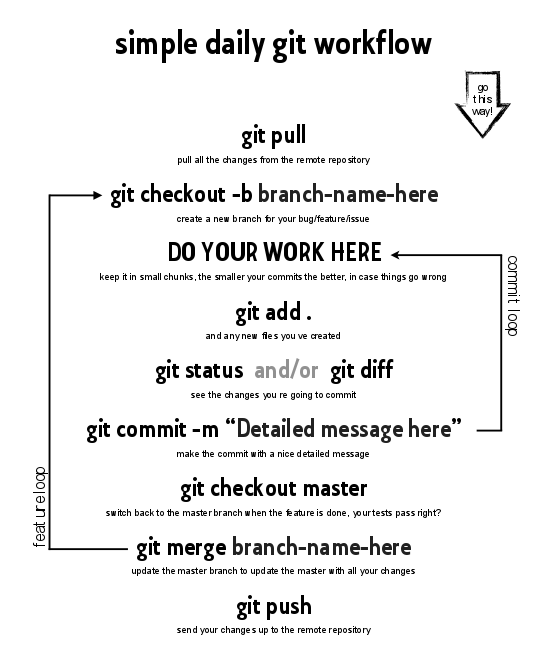 simple daily git workflow
go
this
way!
git pull
pull all the changes from the remote repository
git checkout -b branch-name-here
create a new branch for your bug/feature/issue
DO YOUR WORK HERE
keep it in small chunks, the smaller your commits the better, in case things go wrong
commit loop
git add .
and any new files you ve created
git status and/or git diff
see the changes you re going to commit
git commit -m “Detailed message here”
make the commit with a nice detailed message
git checkout master
switch back to the master branch when the feature is done, your tests pass right?
feature loop
git merge branch-name-here
update the master branch to update the master with all your changes
git push
send your changes up to the remote repository